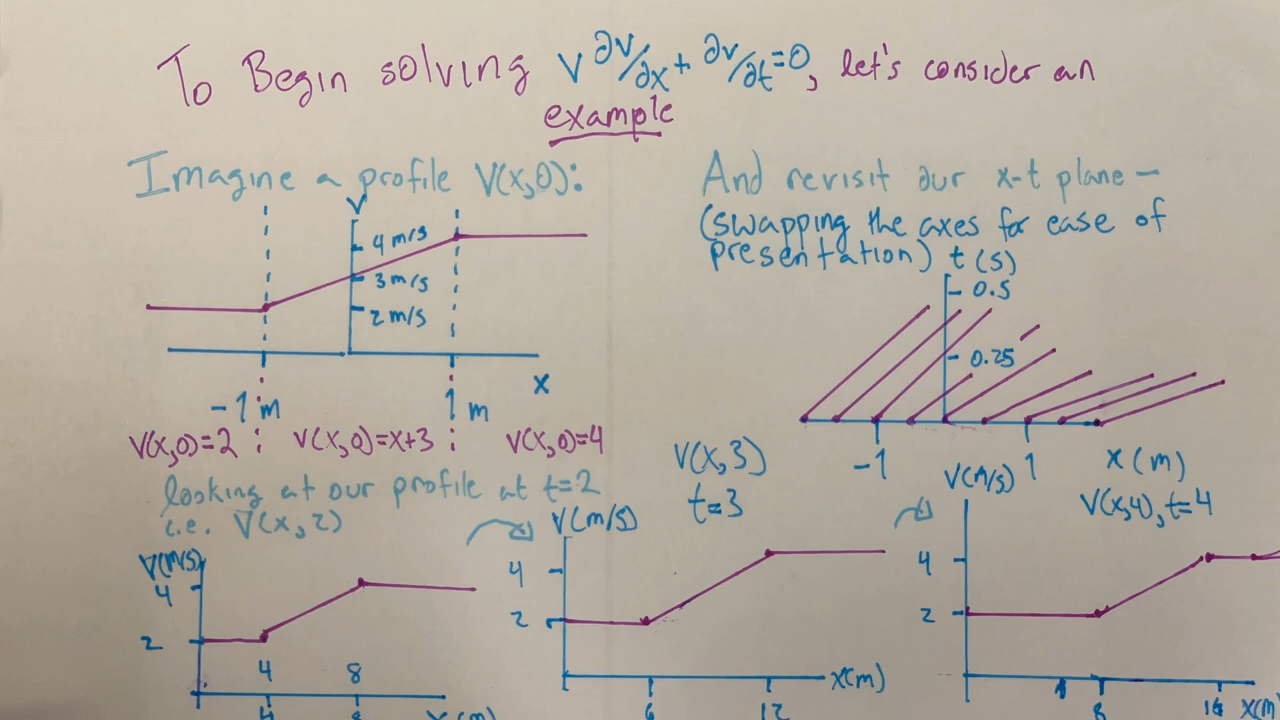 To Begin solving V ∂V/∂x + ∂v/∂t=0, let's consider an
example
Imagine a profile V(x,0):
V
4 m/s
3 m/s
2 m/s
x
-1 m
1 m
V(x,0)=2
V(x,0)=x+3
V(x,0)=4
And revisit our x-t plane—
(swapping the axes for ease of
presentation)
t(s)
0.5
0.25
-1
1
x(m)
looking at our profile at t=2
i.e. V(x,2)
V(m/s)
4
2
4
8
4
8
x(m)
V(x,3)
t=3
V(m/s)
4
2
6
12
x(m)
V(m/s)
V(x,4), t=4
4
2
8
16
x(m)